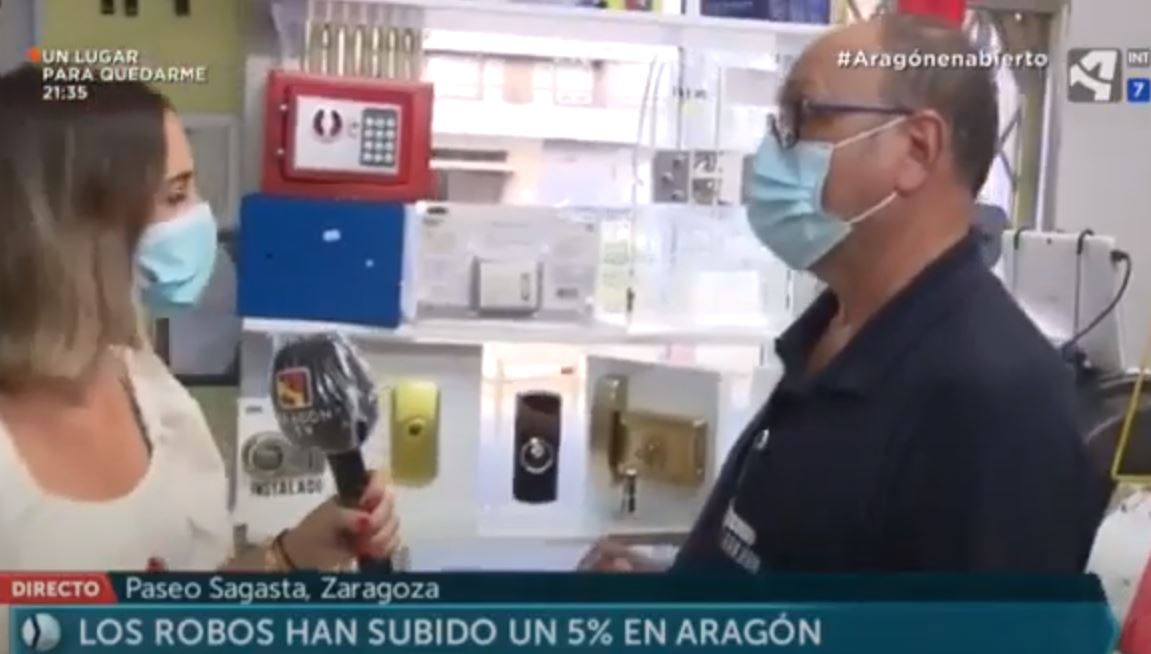 UN LUGAR
PARA QUEDARME
21:35
#Aragónenabierto
INT
7
ARAGÓN
TV
INSTALADO
DIRECTO
Paseo Sagasta, Zaragoza
LOS ROBOS HAN SUBIDO UN 5% EN ARAGÓN